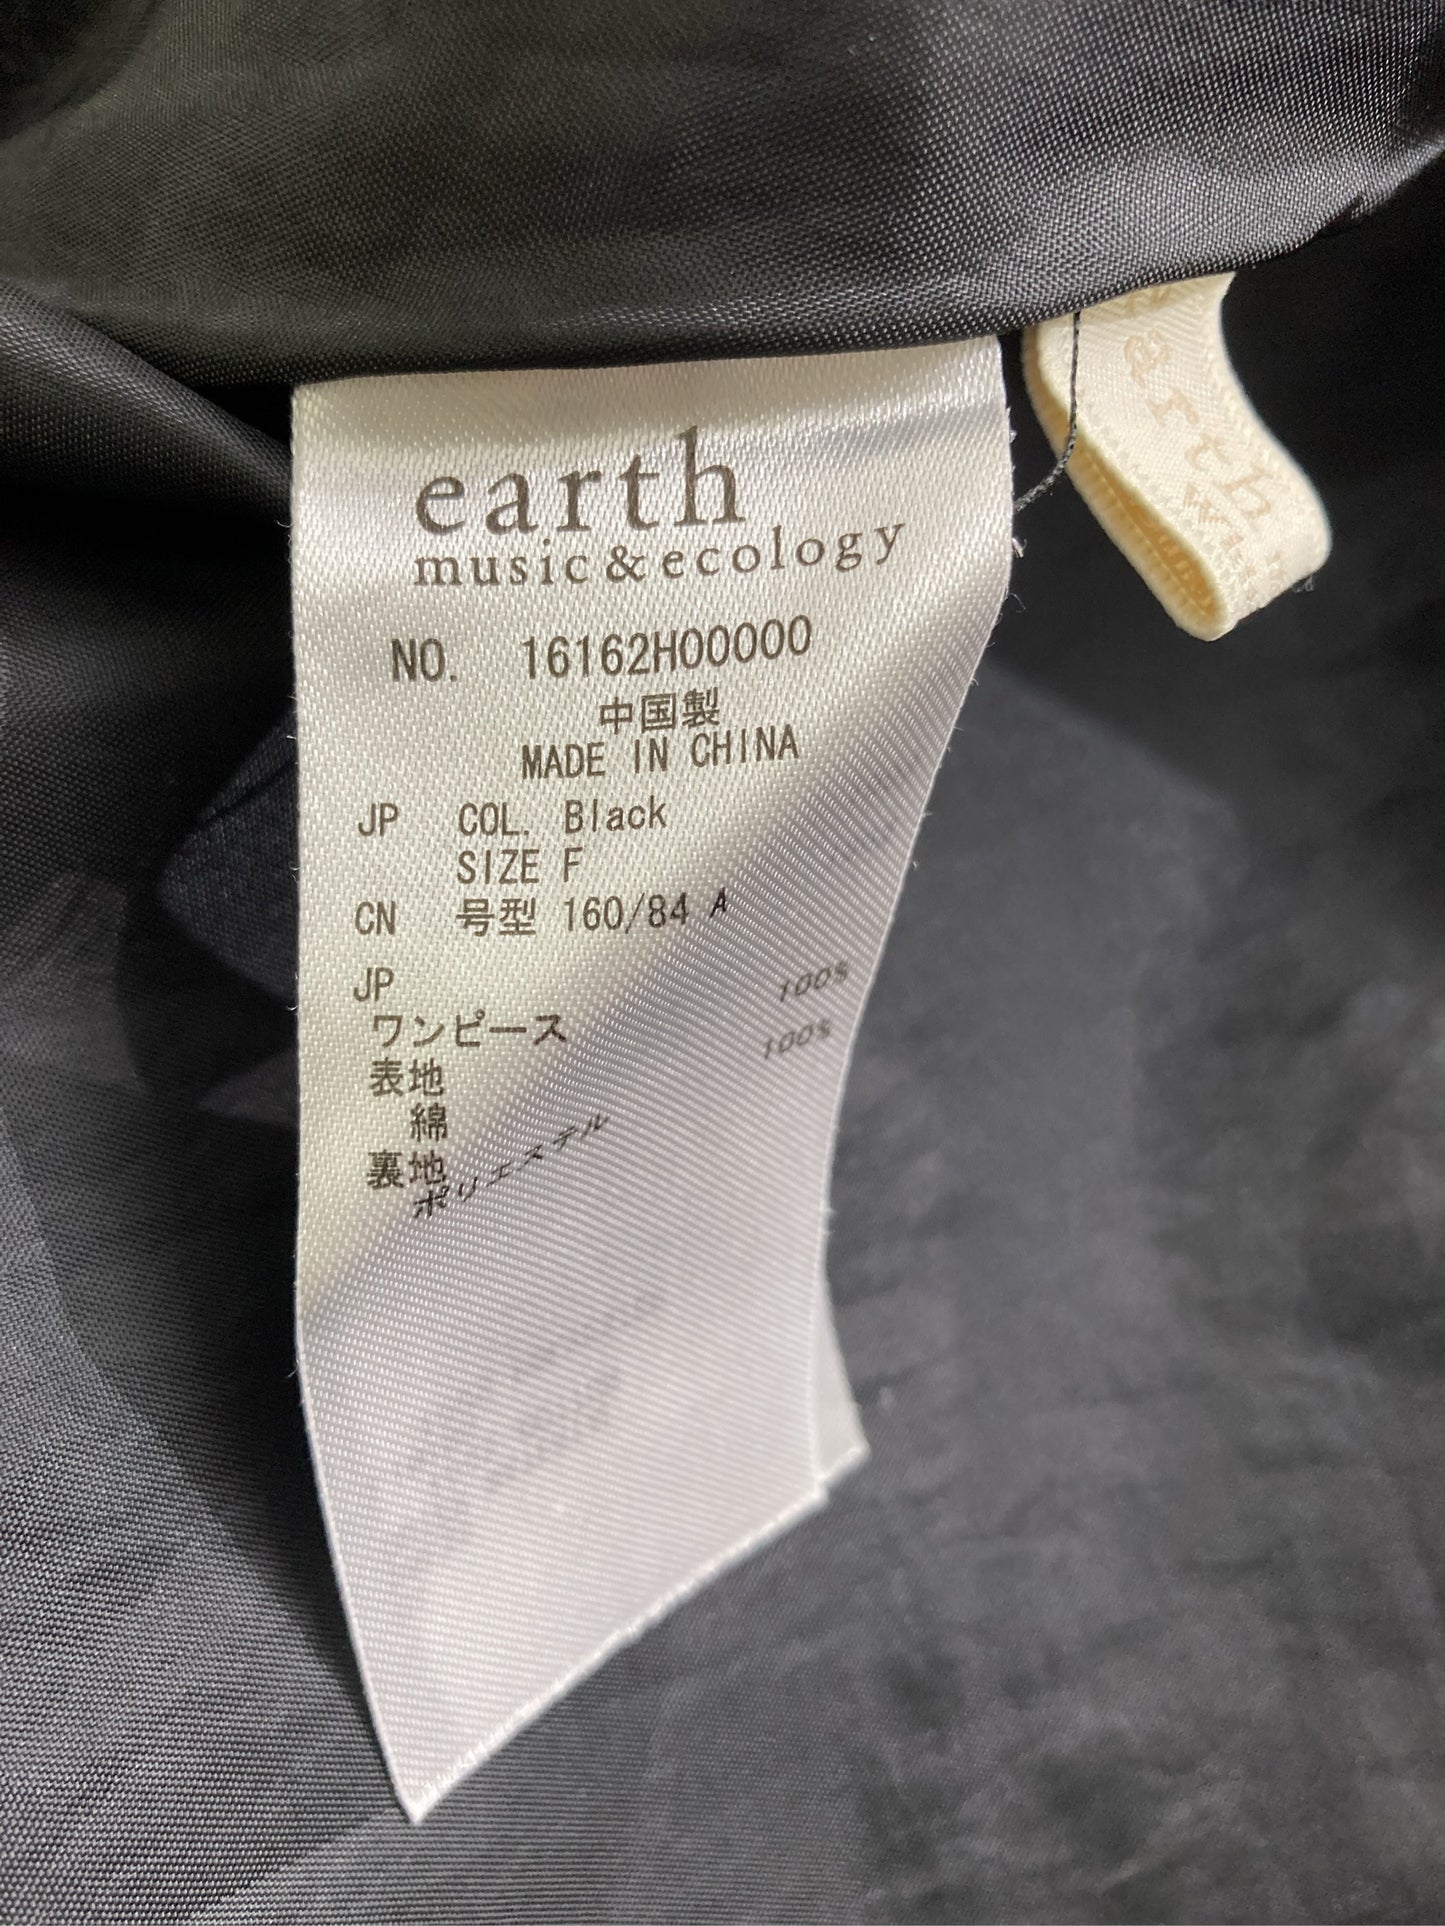 earth
music&ecology
NO. 16162H00000
中国製
MADE IN CHINA
JP COL. Black
SIZE F
CN 号型 160/84 A
JP
ワンピース
表地
綿 100%
裏地
ポリエステル 100%
earth